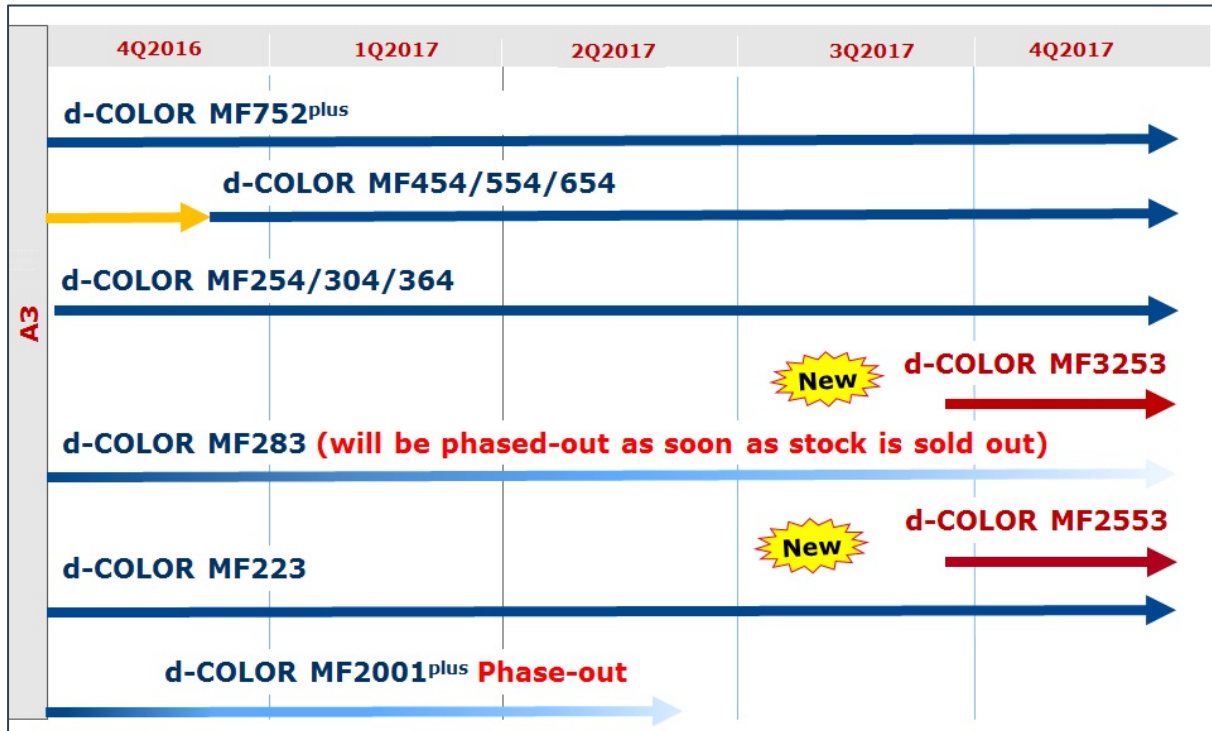 4Q2016 1Q2017 2Q2017 3Q2017 4Q2017
A3
d-COLOR MF752plus
d-COLOR MF454/554/654
d-COLOR MF254/304/364
New
d-COLOR MF3253
d-COLOR MF283 (will be phased-out as soon as stock is sold out)
New
d-COLOR MF2553
d-COLOR MF223
d-COLOR MF2001plus Phase-out